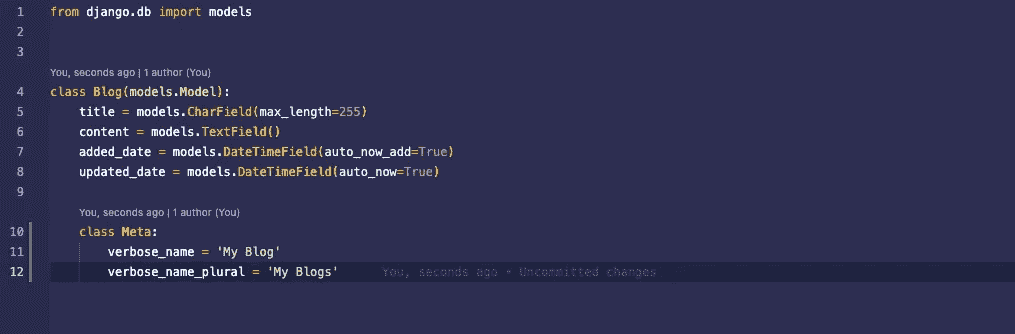 1 from django.db import models
2
3
You, seconds ago | 1 author (You)
4 class Blog(models.Model):
5 title = models.CharField(max_length=255)
6 content = models.TextField()
7 added_date = models.DateTimeField(auto_now_add=True)
8 updated_date = models.DateTimeField(auto_now=True)
9
You, seconds ago | 1 author (You)
10 class Meta:
11 verbose_name = 'My Blog'
12 verbose_name_plural = 'My Blogs' You, seconds ago • Uncommitted changes